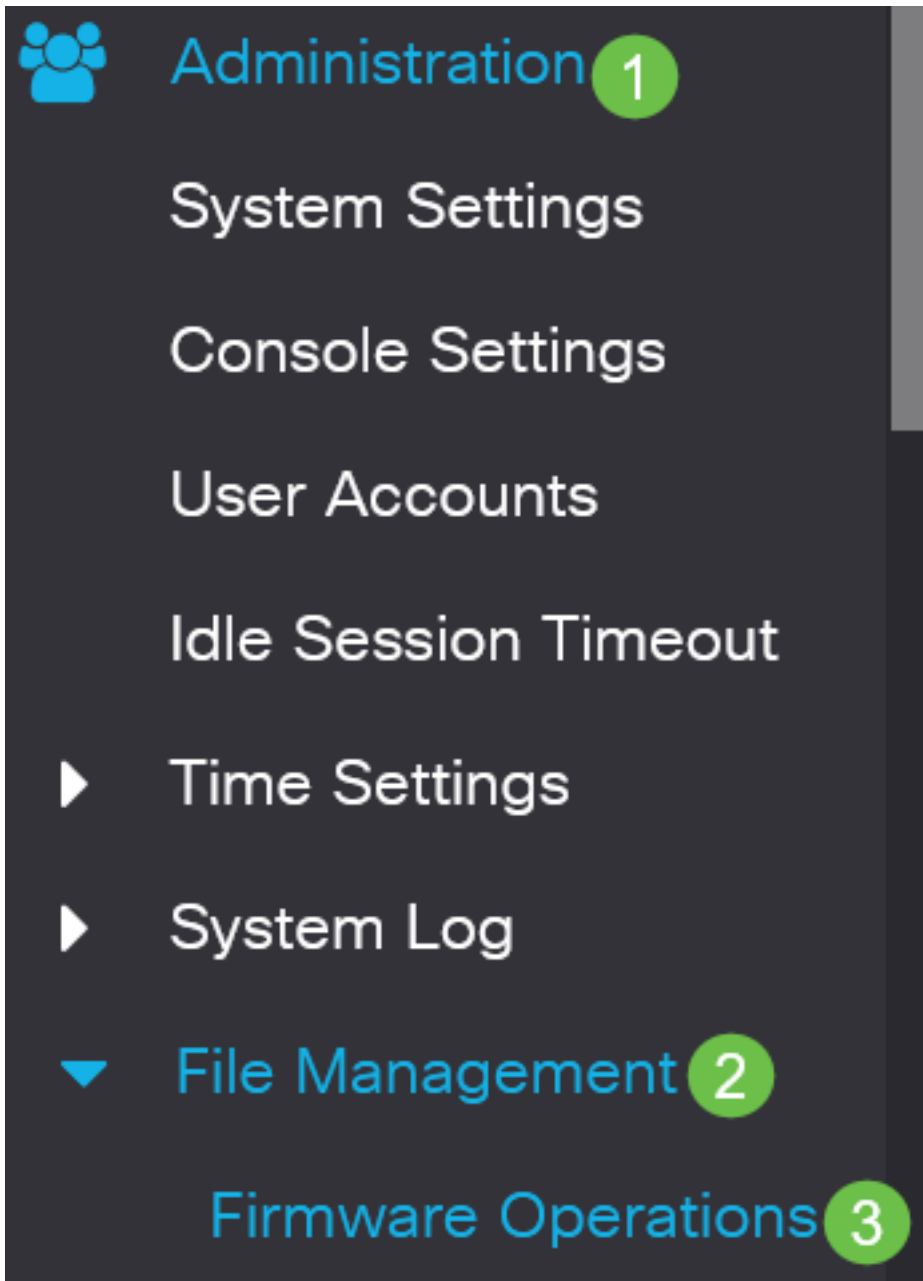 Administration 1
System Settings
Console Settings
User Accounts
Idle Session Timeout
Time Settings
System Log
File Management 2
Firmware Operations 3